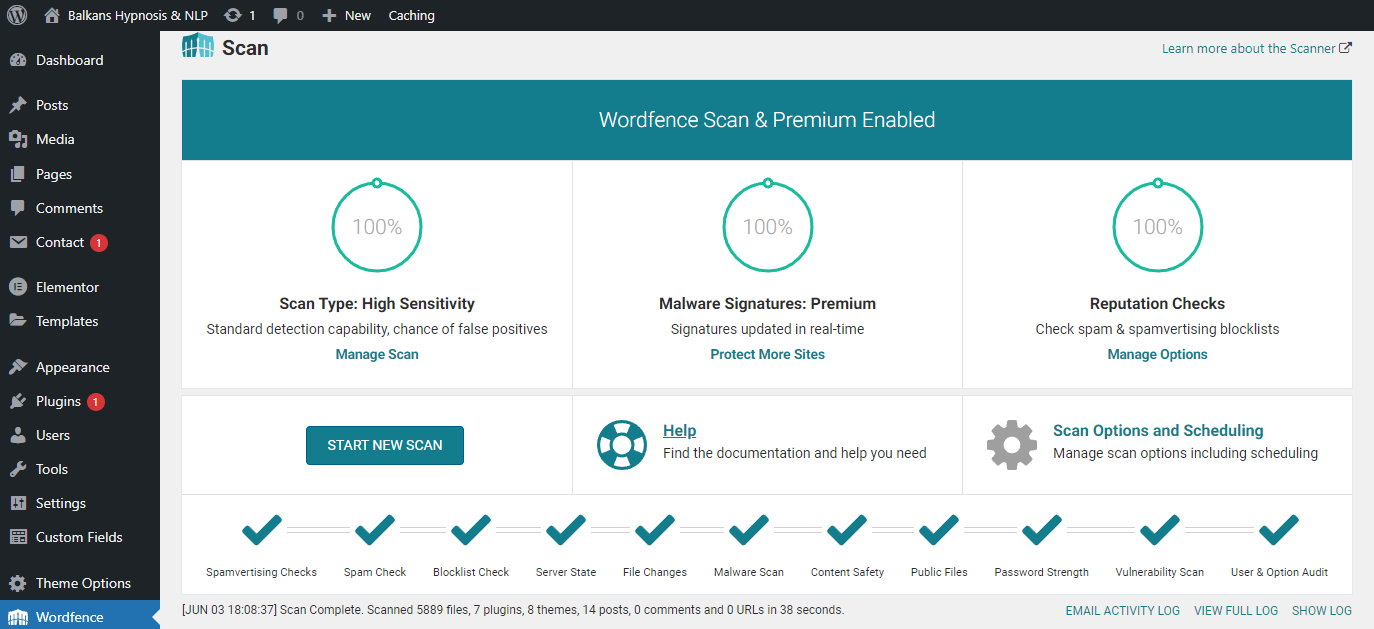 Balkans Hypnosis & NLP 1 0 New Caching
Dashboard
Posts
Media
Pages
Comments
Contact 1
Elementor
Templates
Appearance
Plugins 1
Users
Tools
Settings
Custom Fields
Theme Options
Wordfence
Scan
Learn more about the Scanner
Wordfence Scan & Premium Enabled
100%
Scan Type: High Sensitivity
Standard detection capability, chance of false positives
Manage Scan
100%
Malware Signatures: Premium
Signatures updated in real-time
Protect More Sites
100%
Reputation Checks
Check spam & spamvertising blocklists
Manage Options
START NEW SCAN
Help
Find the documentation and help you need
Scan Options and Scheduling
Manage scan options including scheduling
Spamvertising Checks Spam Check Blocklist Check Server State File Changes Malware Scan Content Safety Public Files Password Strength Vulnerability Scan User & Option Audit
[JUN 03 18:08:37] Scan Complete. Scanned 5889 files, 7 plugins, 8 themes, 14 posts, 0 comments and 0 URLs in 38 seconds.
EMAIL ACTIVITY LOG VIEW FULL LOG SHOW LOG